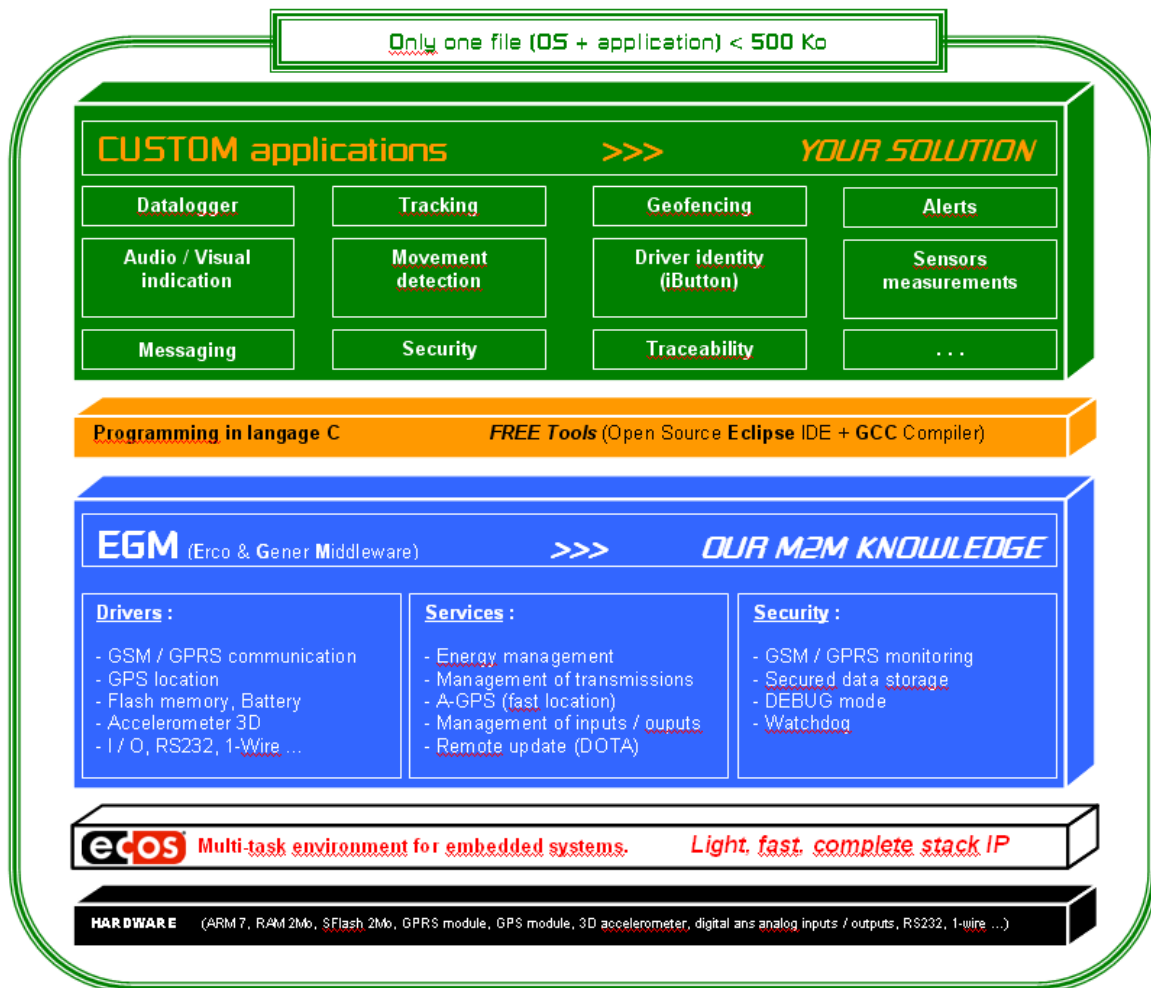 Only one file (OS + application) < 500 Ko
CUSTOM applications >>> YOUR SOLUTION
Datalogger Tracking Geofencing Alerts
Audio / Visual indication Movement detection Driver identity (iButton) Sensors measurements
Messaging Security Traceability . . .
Programming in langage C FREE Tools (Open Source Eclipse IDE + GCC Compiler)
EGM (Erco & Gener Middleware) >>> OUR M2M KNOWLEDGE
Drivers :
- GSM / GPRS communication
- GPS location
- Flash memory, Battery
- Accelerometer 3D
- I / O, RS232, 1-Wire ...
Services :
- Energy management
- Management of transmissions
- A-GPS (fast location)
- Management of inputs / ouputs
- Remote update (DOTA)
Security :
- GSM / GPRS monitoring
- Secured data storage
- DEBUG mode
- Watchdog
ecos Multi-task environment for embedded systems. Light, fast, complete stack IP
HARDWARE (ARM 7, RAM 2Mo, SFlash 2Mo, GPRS module, GPS module, 3D accelerometer, digital ans analog inputs / outputs, RS232, 1-wire ...)